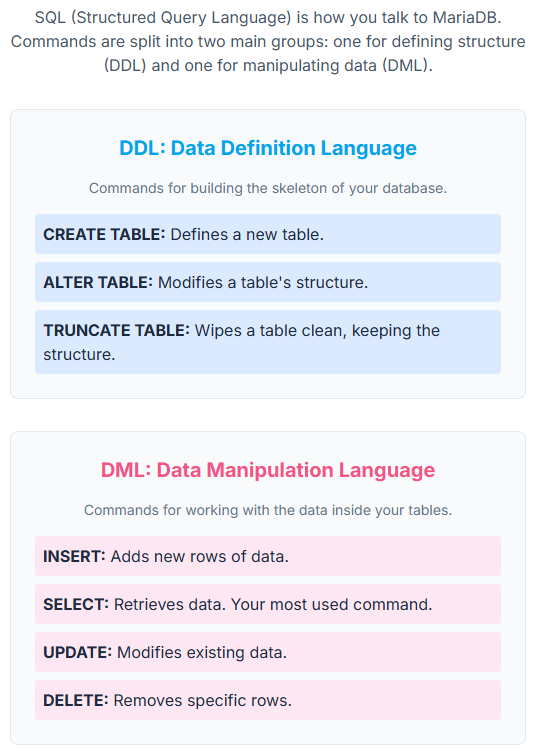 SQL (Structured Query Language) is how you talk to MariaDB.
Commands are split into two main groups: one for defining structure
(DDL) and one for manipulating data (DML).
DDL: Data Definition Language
Commands for building the skeleton of your database.
CREATE TABLE: Defines a new table.
ALTER TABLE: Modifies a table's structure.
TRUNCATE TABLE: Wipes a table clean, keeping the
structure.
DML: Data Manipulation Language
Commands for working with the data inside your tables.
INSERT: Adds new rows of data.
SELECT: Retrieves data. Your most used command.
UPDATE: Modifies existing data.
DELETE: Removes specific rows.